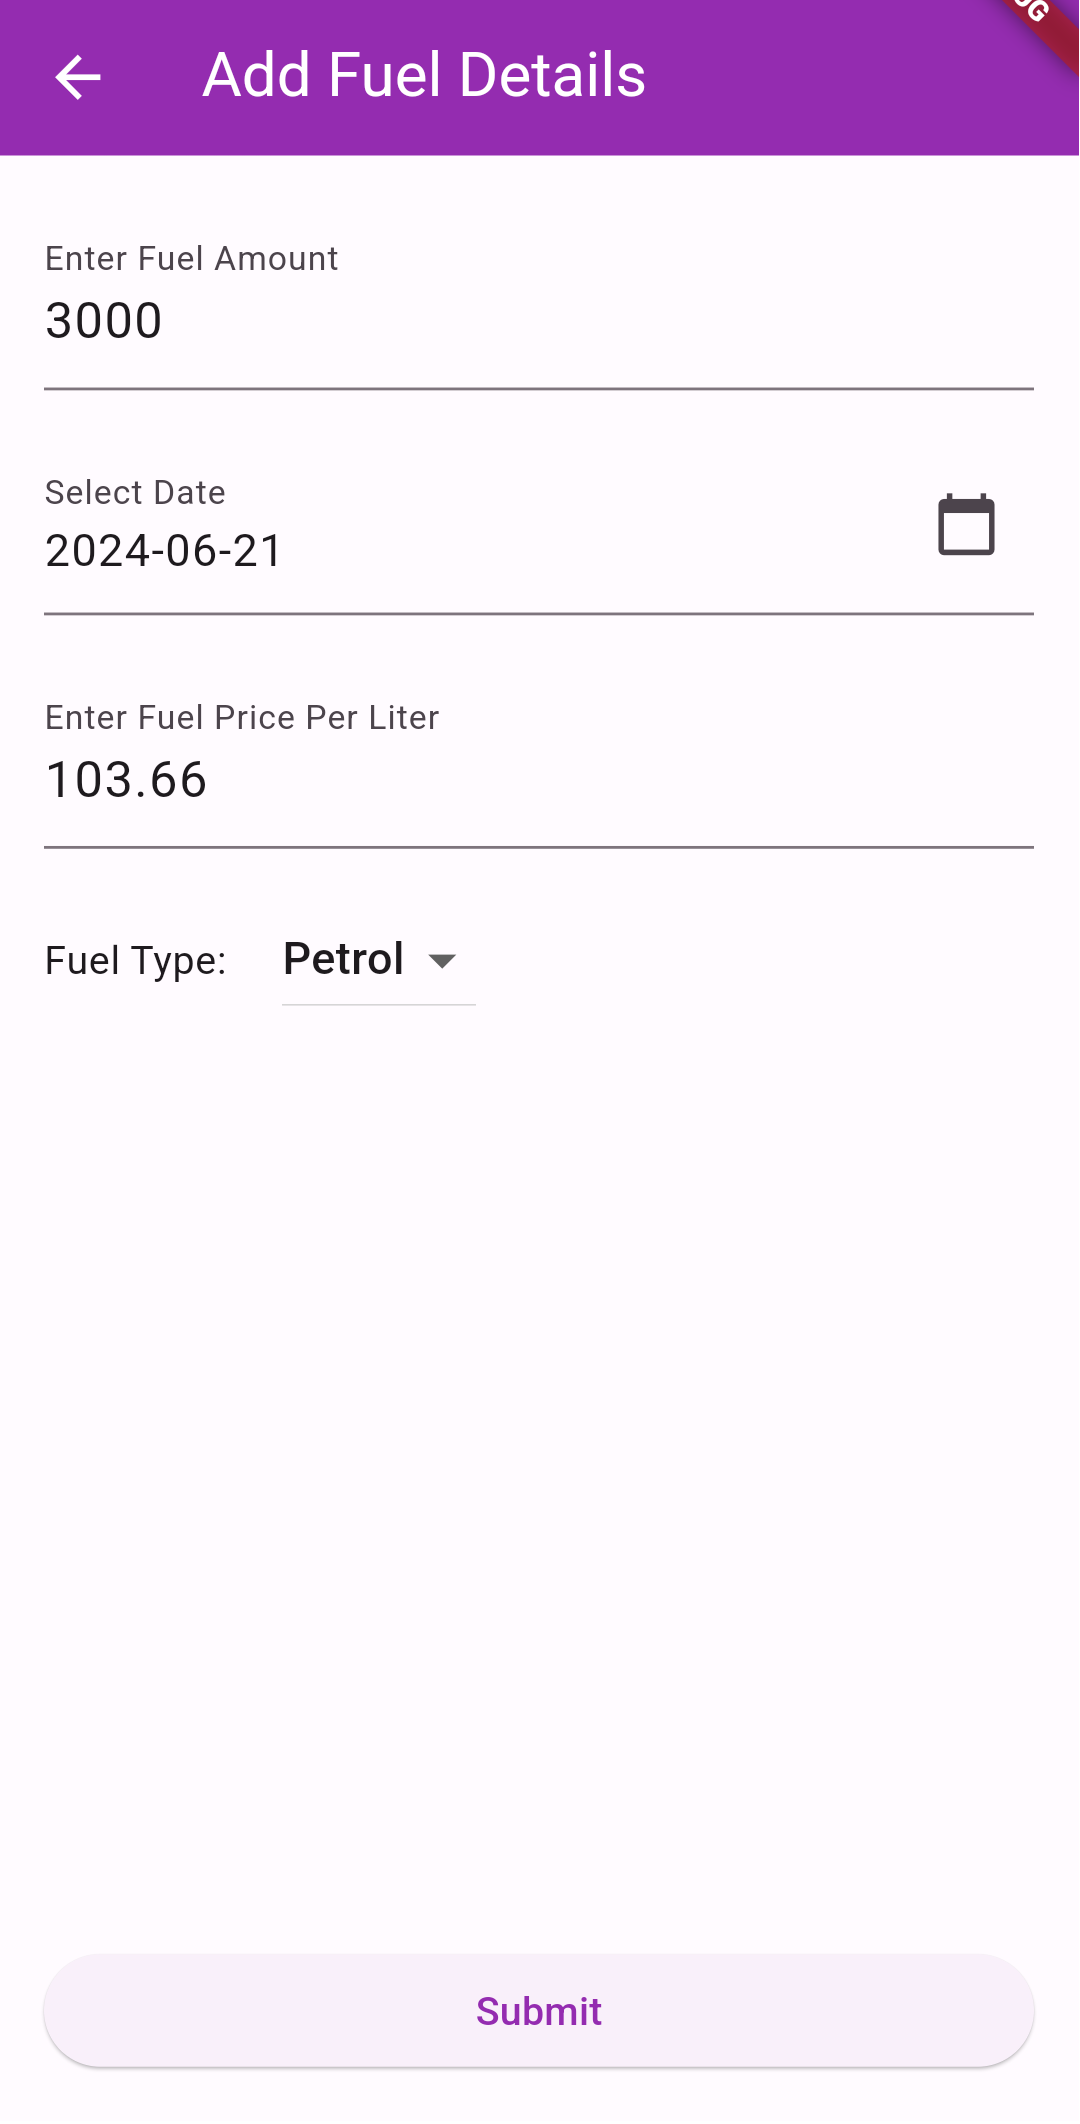 Add Fuel Details
Enter Fuel Amount
3000
Select Date
2024-06-21
Enter Fuel Price Per Liter
103.66
Fuel Type: Petrol
Submit